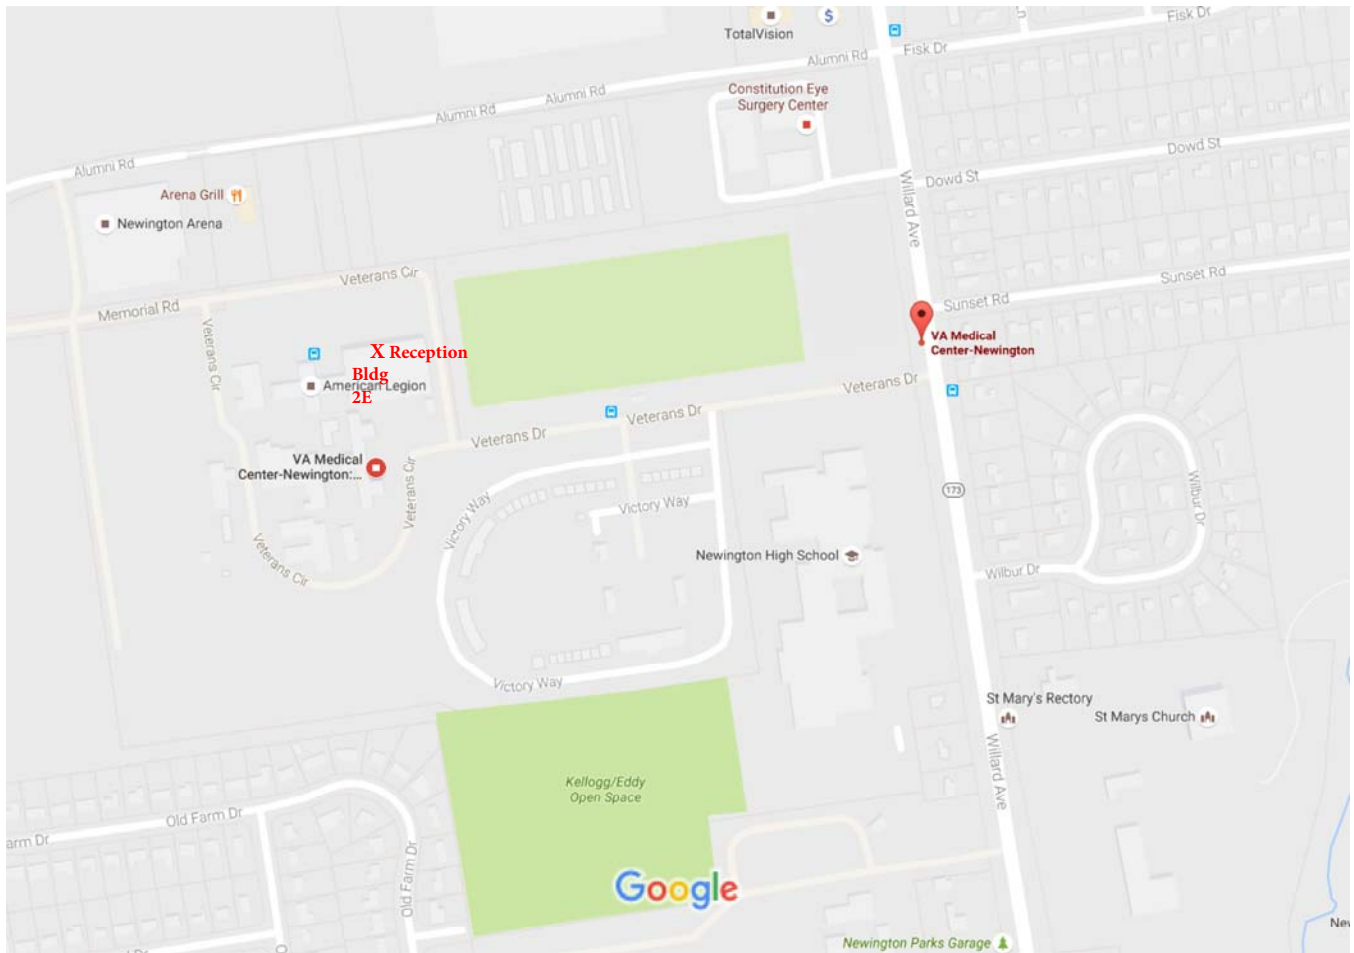 Fisk Dr
Ln
TotalVision
$
Fisk Dr
Alumni Rd
Constitution Eye
Surgery Center
Alumni Rd
Alumni Rd
Dowd St
Alumni Rd
Dowd St
Arena Grill
Willard Ave
Newington Arena
Veterans Cir
Sunset Rd
Sunset Rd
Memorial Rd
Veterans Cir
VA Medical
Center-Newington
X Reception
Bldg
American Legion
2E
Veterans Dr
Veterans Dr
Veterans Dr
VA Medical
Center-Newington:...
Veterans Cir
Wilbur Dr
173
Victory Way
Victory Way
Newington High School
Veterans Cir
Wilbur Dr
Victory Way
St Mary's Rectory
St Marys Church
Willard Ave
Kellogg/Eddy
Open Space
Old Farm Dr
arm Dr
Old Farm Dr
Google
New
Newington Parks Garage
Dr